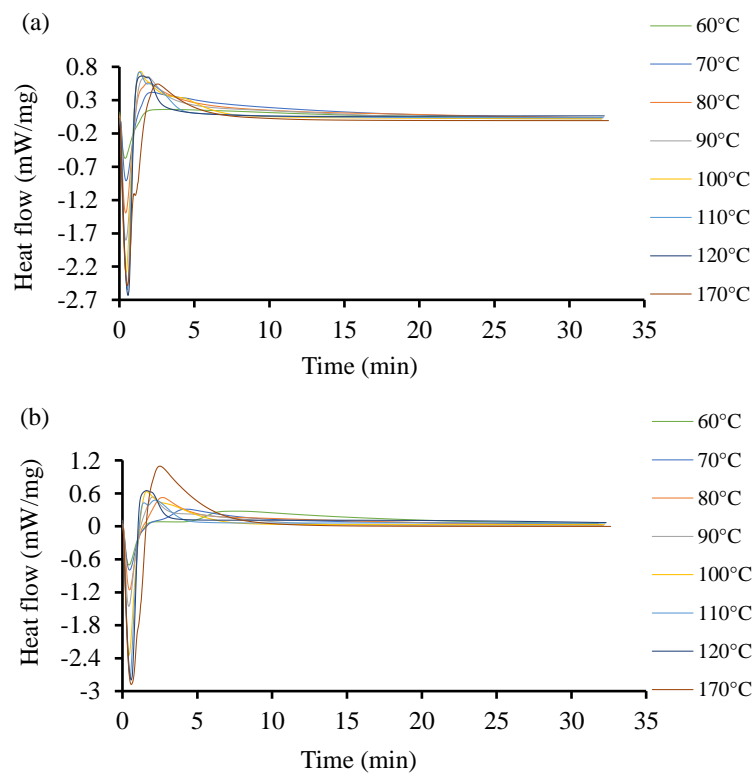 (a)
Heat flow (mW/mg)
0.8
0.3
-0.2
-0.7
-1.2
-1.7
-2.2
-2.7
0 5 10 15 20 25 30 35
Time (min)
60°C
70°C
80°C
90°C
100°C
110°C
120°C
170°C
(b)
Heat flow (mW/mg)
1.2
0.6
0
-0.6
-1.2
-1.8
-2.4
-3
0 5 10 15 20 25 30 35
Time (min)
60°C
70°C
80°C
90°C
100°C
110°C
120°C
170°C